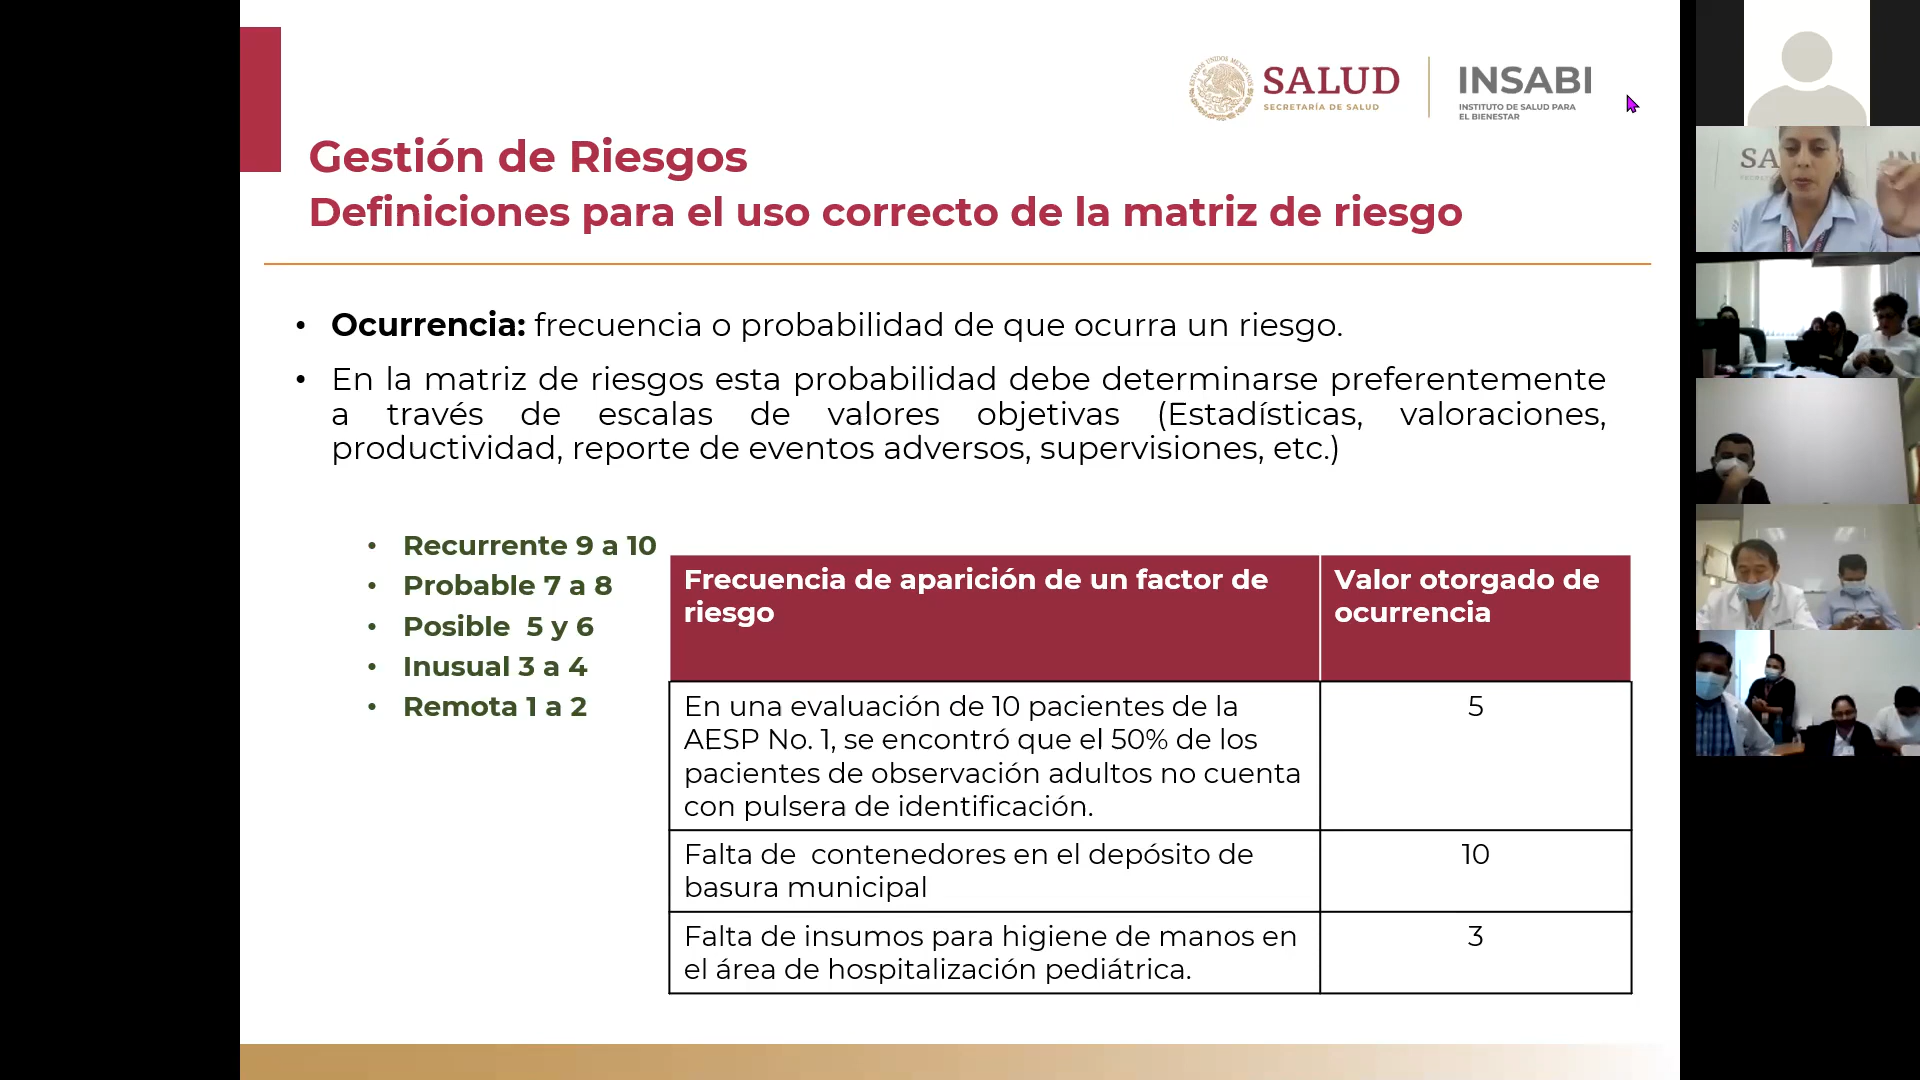 SALUD
SECRETARÍA DE SALUD
INSABI
INSTITUTO DE SALUD PARA
EL BIENESTAR
Gestión de Riesgos
Definiciones para el uso correcto de la matriz de riesgo
• Ocurrencia: frecuencia o probabilidad de que ocurra un riesgo.
• En la matriz de riesgos esta probabilidad debe determinarse preferentemente
a través de escalas de valores objetivas (Estadísticas, valoraciones,
productividad, reporte de eventos adversos, supervisiones, etc.)
• Recurrente 9 a 10
• Probable 7 a 8
• Posible 5 y 6
• Inusual 3 a 4
• Remota 1 a 2
Frecuencia de aparición de un factor de
riesgo
Valor otorgado de
ocurrencia
En una evaluación de 10 pacientes de la
AESP No. 1, se encontró que el 50% de los
pacientes de observación adultos no cuenta
con pulsera de identificación.
5
Falta de contenedores en el depósito de
basura municipal
10
Falta de insumos para higiene de manos en
el área de hospitalización pediátrica.
3